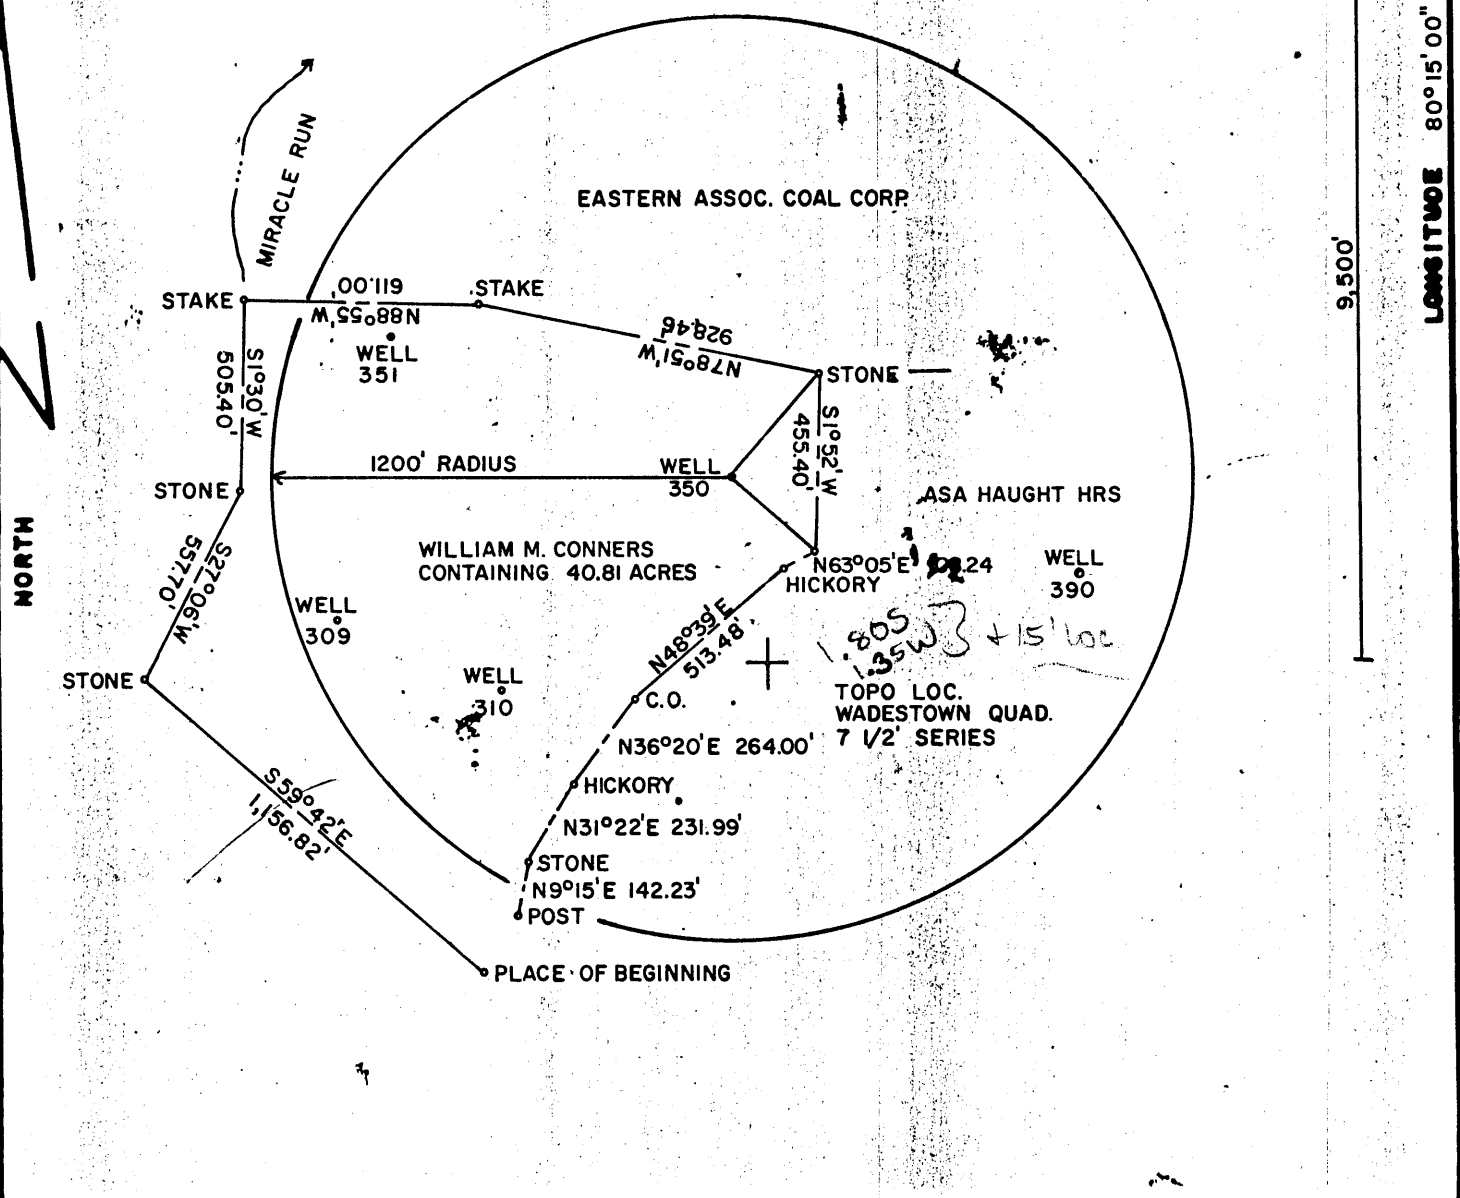 LONGITUDE 80°15'00"
9,500'
NORTH
MIRACLE RUN
EASTERN ASSOC. COAL CORP.
STAKE
611.00'
N88°55'W
STAKE
928.46
N78°51'W
WELL
351
STONE
S1°30'W
505.40'
S1°52'W
455.40'
1200' RADIUS
WELL
350
STONE
ASA HAUGHT HRS
S27°06'W
557.70'
WILLIAM M. CONNERS
CONTAINING 40.81 ACRES
N63°05'E .24
HICKORY
WELL
390
WELL
309
N48°39'E
513.48'
1.80S
1.35W } +15' Loc
STONE
WELL
310
C.O.
TOPO LOC.
WADESTOWN QUAD.
7 1/2' SERIES
N36°20'E 264.00'
HICKORY
S59°42'E
1,156.82'
N31°22'E 231.99'
STONE
N9°15'E 142.23'
POST
PLACE OF BEGINNING